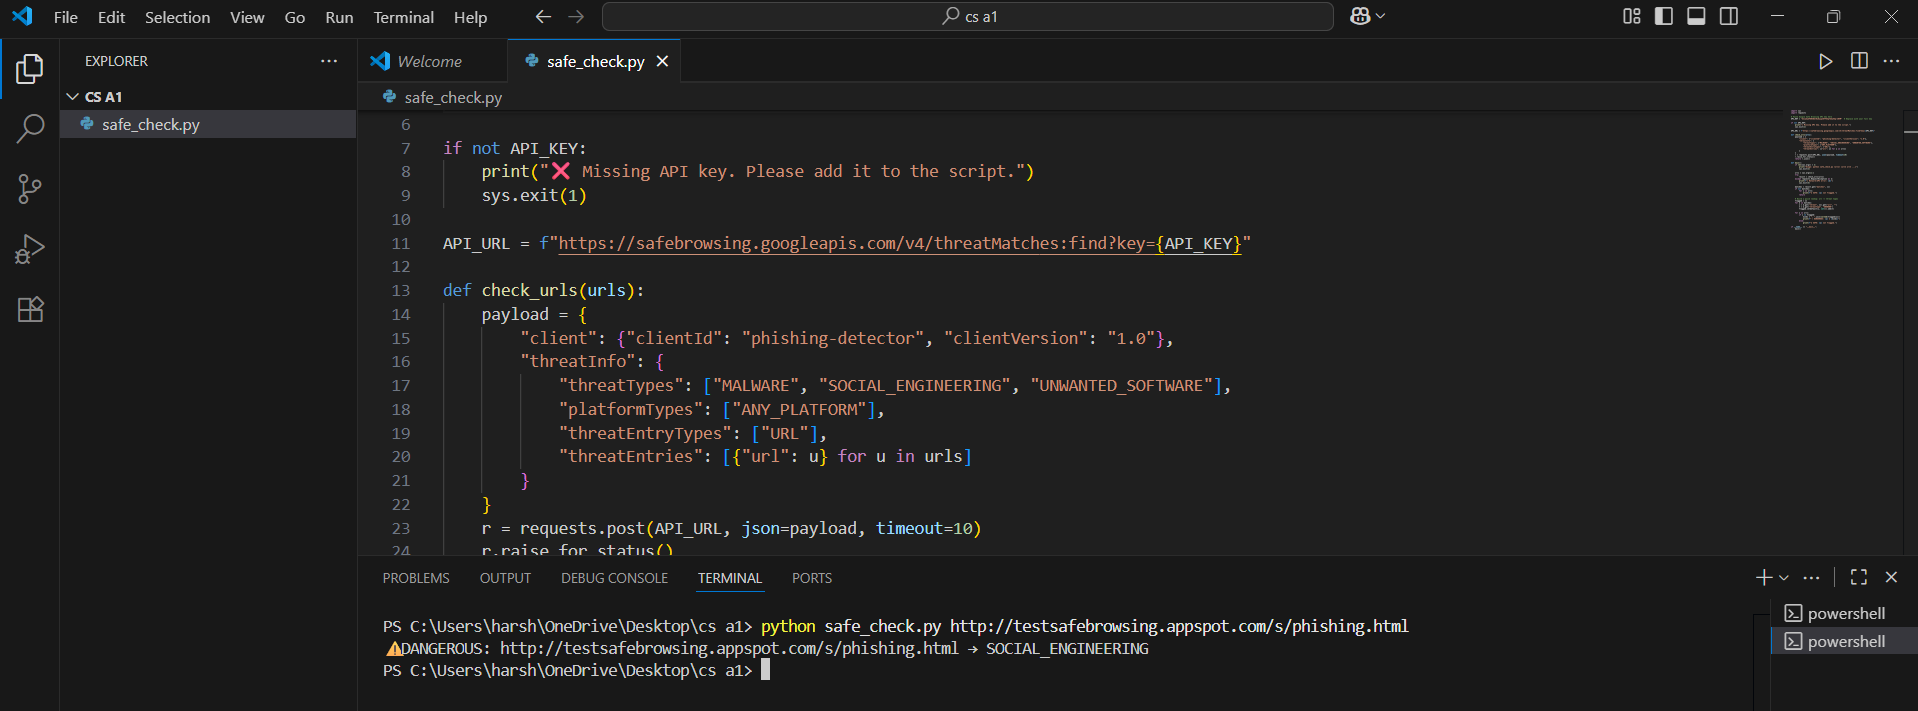 File Edit Selection View Go Run Terminal Help
cs a1
EXPLORER
CS A1
safe_check.py
Welcome
safe_check.py
safe_check.py
6
7 if not API_KEY:
8 print("❌ Missing API key. Please add it to the script.")
9 sys.exit(1)
10
11 API_URL = f"https://safebrowsing.googleapis.com/v4/threatMatches:find?key={API_KEY}"
12
13 def check_urls(urls):
14 payload = {
15 "client": {"clientId": "phishing-detector", "clientVersion": "1.0"},
16 "threatInfo": {
17 "threatTypes": ["MALWARE", "SOCIAL_ENGINEERING", "UNWANTED_SOFTWARE"],
18 "platformTypes": ["ANY_PLATFORM"],
19 "threatEntryTypes": ["URL"],
20 "threatEntries": [{"url": u} for u in urls]
21 }
22 }
23 r = requests.post(API_URL, json=payload, timeout=10)
24 r.raise_for_status()
PROBLEMS OUTPUT DEBUG CONSOLE TERMINAL PORTS
PS C:\Users\harsh\OneDrive\Desktop\cs a1> python safe_check.py http://testsafebrowsing.appspot.com/s/phishing.html
⚠️DANGEROUS: http://testsafebrowsing.appspot.com/s/phishing.html → SOCIAL_ENGINEERING
PS C:\Users\harsh\OneDrive\Desktop\cs a1>
powershell
powershell